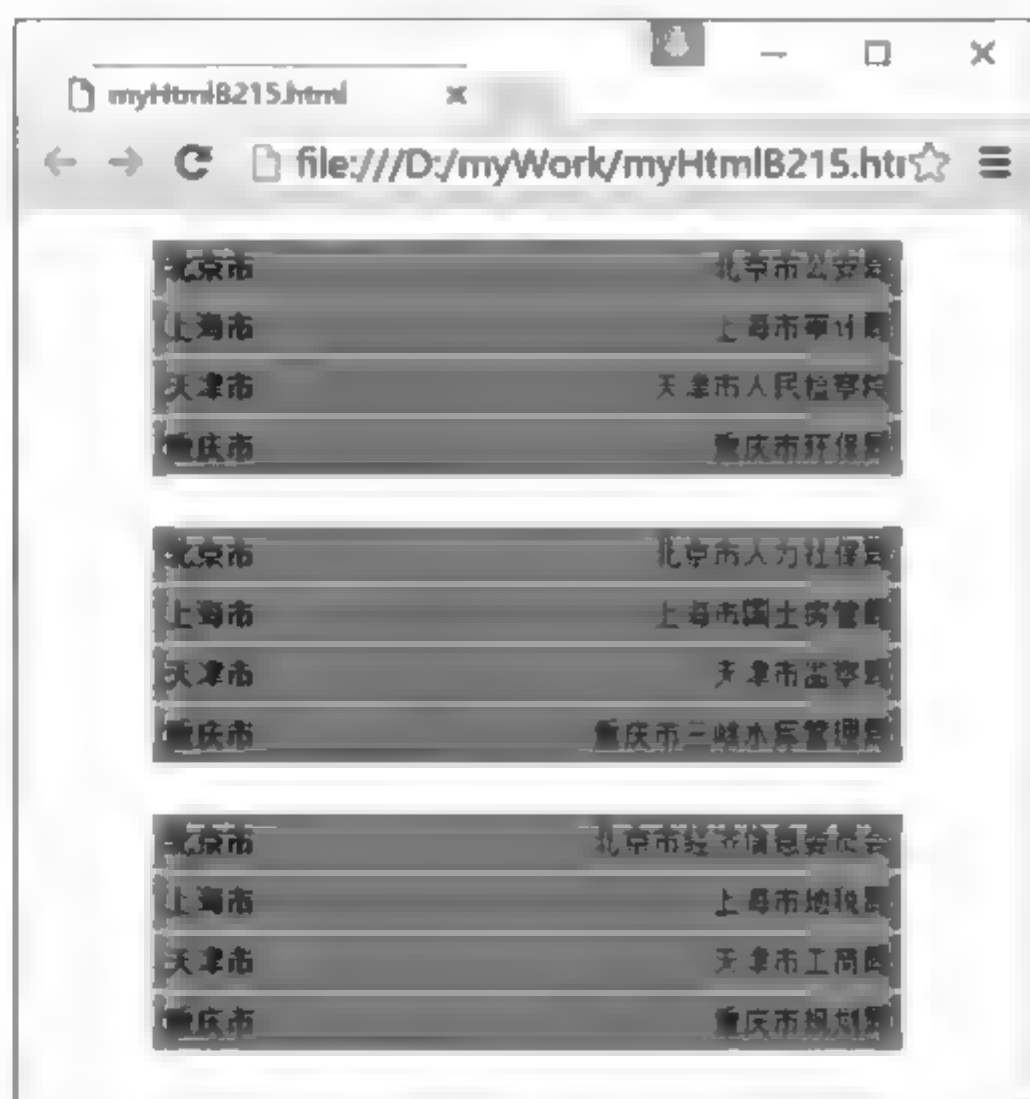 myHtmlB215.html
file:///D:/myWork/myHtmlB215.htr
北京市 北京市公安局
上海市 上海市审计局
天津市 天津市人民检察院
重庆市 重庆市环保局
北京市 北京市人力社保局
上海市 上海市国土房管局
天津市 天津市监察局
重庆市 重庆市三峡水库管理局
北京市 北京市经济信息委员会
上海市 上海市地税局
天津市 天津市工商局
重庆市 重庆市规划局